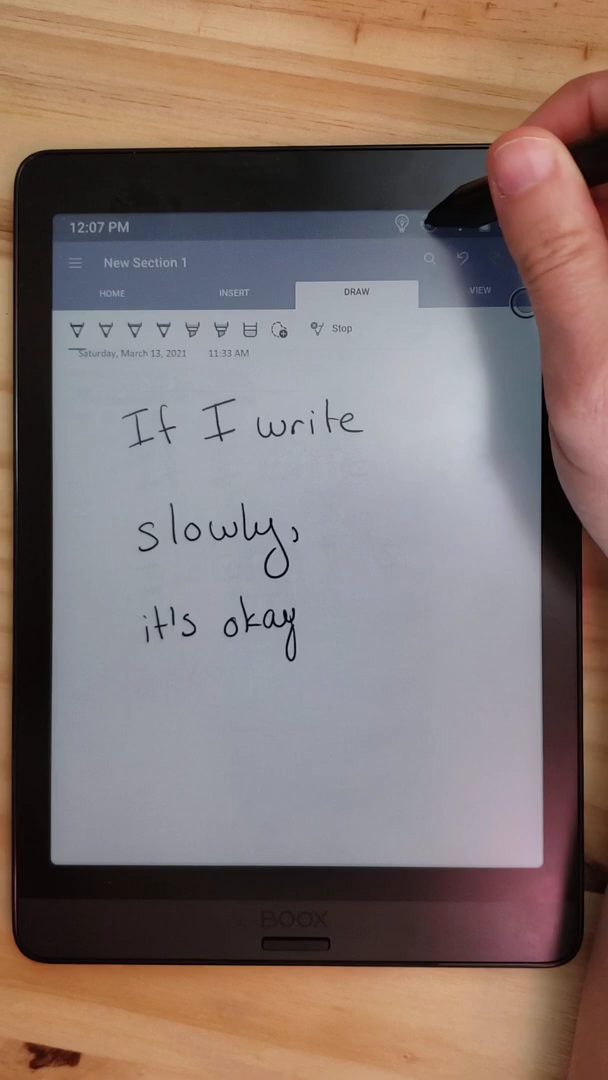 12:07 PM
New Section 1
HOME INSERT DRAW VIEW
Stop
Saturday, March 13, 2021 11:33 AM
If I write
slowly,
it's okay
BOOX